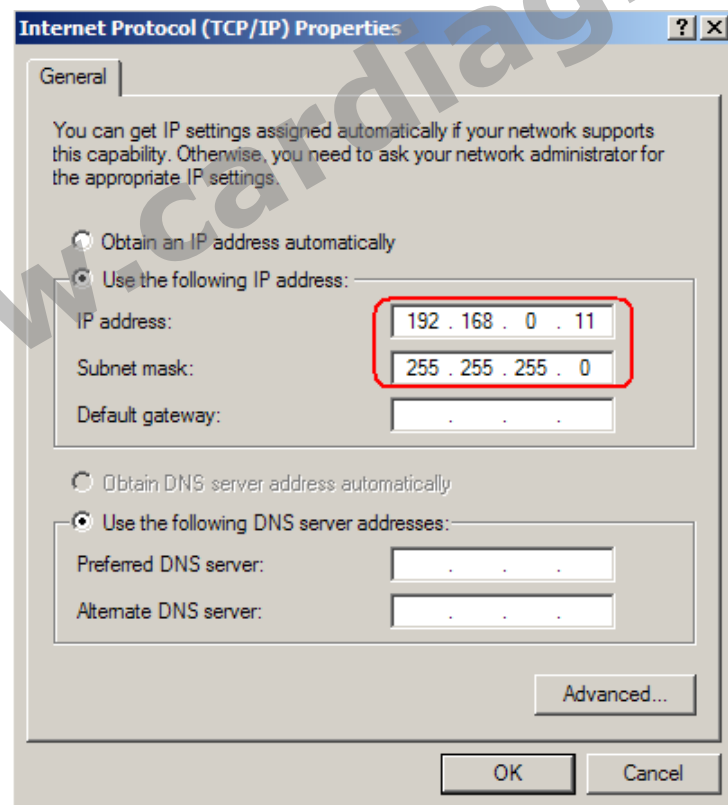 Internet Protocol (TCP/IP) Properties
General
You can get IP settings assigned automatically if your network supports
this capability. Otherwise, you need to ask your network administrator for
the appropriate IP settings.
Obtain an IP address automatically
Use the following IP address:
IP address: 192 . 168 . 0 . 11
Subnet mask: 255 . 255 . 255 . 0
Default gateway: . . .
Obtain DNS server address automatically
Use the following DNS server addresses:
Preferred DNS server: . . .
Alternate DNS server: . . .
Advanced...
OK Cancel
w.cardiag